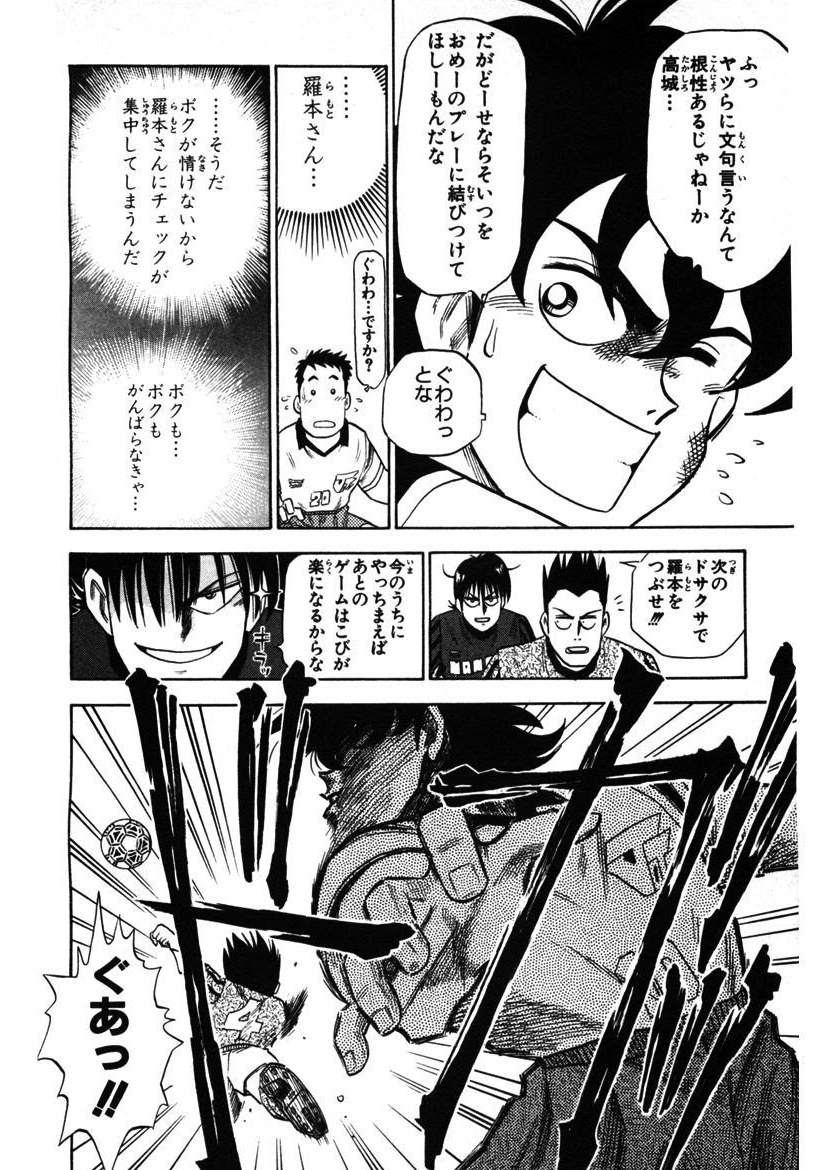 ふっ
ヤツらに文句言うなんて
根性あるじゃねーか
高城…
だがどーせならそいつを
おめーのプレーに結びつけて
ほしーもんだな
ぐわわっ
とな
……
羅本さん…
ぐわわ…ですか？
20
……そうだ
ボクが情けないから
羅本さんにチェックが
集中してしまうんだ
ボクも…
ボクも
がんばらなきゃ…
次の
ドサクサで
羅本を
つぶせ!!!
今のうちに
やっちまえば
あとの
ゲームはこびが
楽になるからな
キラッ
ドガドガ
ぐあっ!!